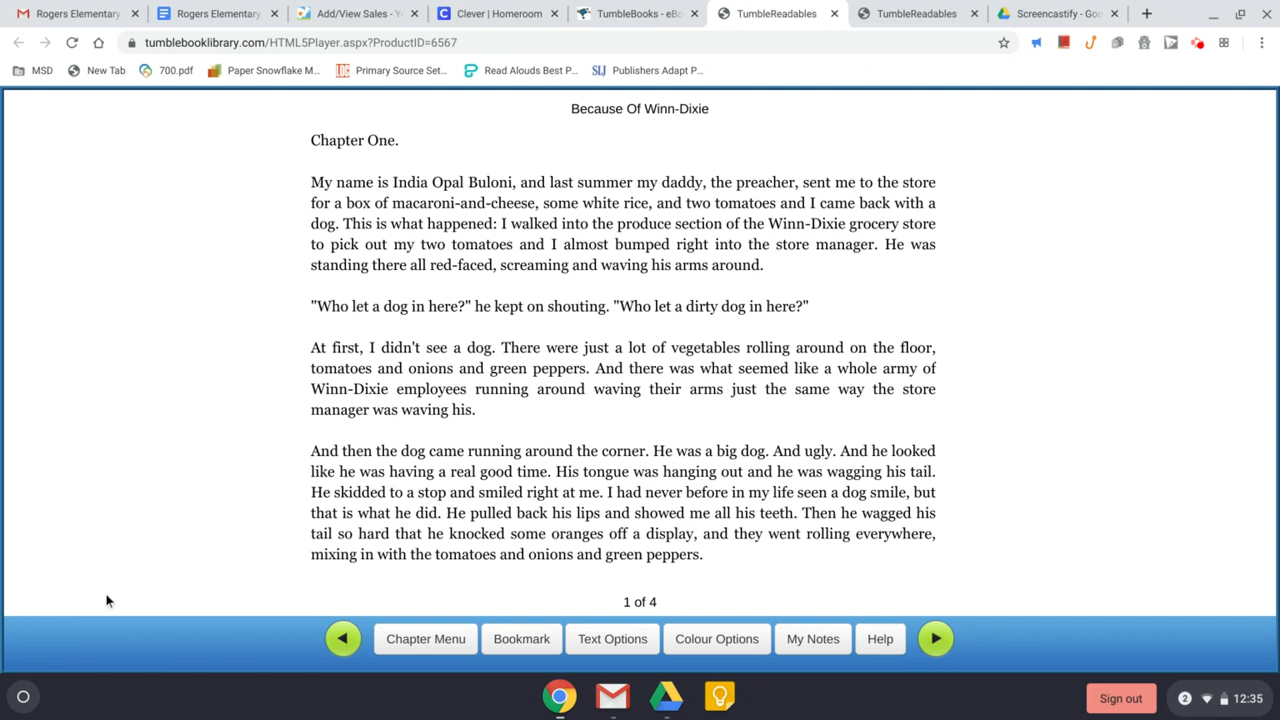 Rogers Elementary
Rogers Elementary
Add/View Sales - Y
Clever | Homeroom
TumbleBooks - eBo
TumbleReadables
TumbleReadables
Screencastify - Goo
tumblebooklibrary.com/HTML5Player.aspx?ProductID=6567
MSD
New Tab
700.pdf
Paper Snowflake M...
Primary Source Set...
Read Alouds Best P...
SLJ
Publishers Adapt P...
Because Of Winn-Dixie
Chapter One.
My name is India Opal Buloni, and last summer my daddy, the preacher, sent me to the store
for a box of macaroni-and-cheese, some white rice, and two tomatoes and I came back with a
dog. This is what happened: I walked into the produce section of the Winn-Dixie grocery store
to pick out my two tomatoes and I almost bumped right into the store manager. He was
standing there all red-faced, screaming and waving his arms around.
"Who let a dog in here?" he kept on shouting. "Who let a dirty dog in here?"
At first, I didn't see a dog. There were just a lot of vegetables rolling around on the floor,
tomatoes and onions and green peppers. And there was what seemed like a whole army of
Winn-Dixie employees running around waving their arms just the same way the store
manager was waving his.
And then the dog came running around the corner. He was a big dog. And ugly. And he looked
like he was having a real good time. His tongue was hanging out and he was wagging his tail.
He skidded to a stop and smiled right at me. I had never before in my life seen a dog smile, but
that is what he did. He pulled back his lips and showed me all his teeth. Then he wagged his
tail so hard that he knocked some oranges off a display, and they went rolling everywhere,
mixing in with the tomatoes and onions and green peppers.
1 of 4
Chapter Menu
Bookmark
Text Options
Colour Options
My Notes
Help
Sign out
2
12:35